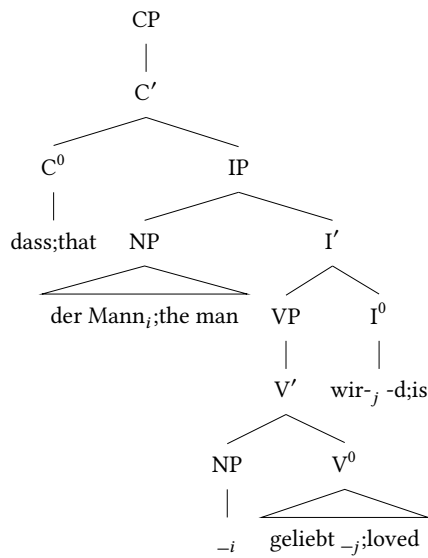 CP
C′
C⁰ IP
dass;that NP I′
der Mannᵢ;the man VP I⁰
V′ wir-ⱼ -d;is
NP V⁰
_ᵢ geliebt _ⱼ;loved